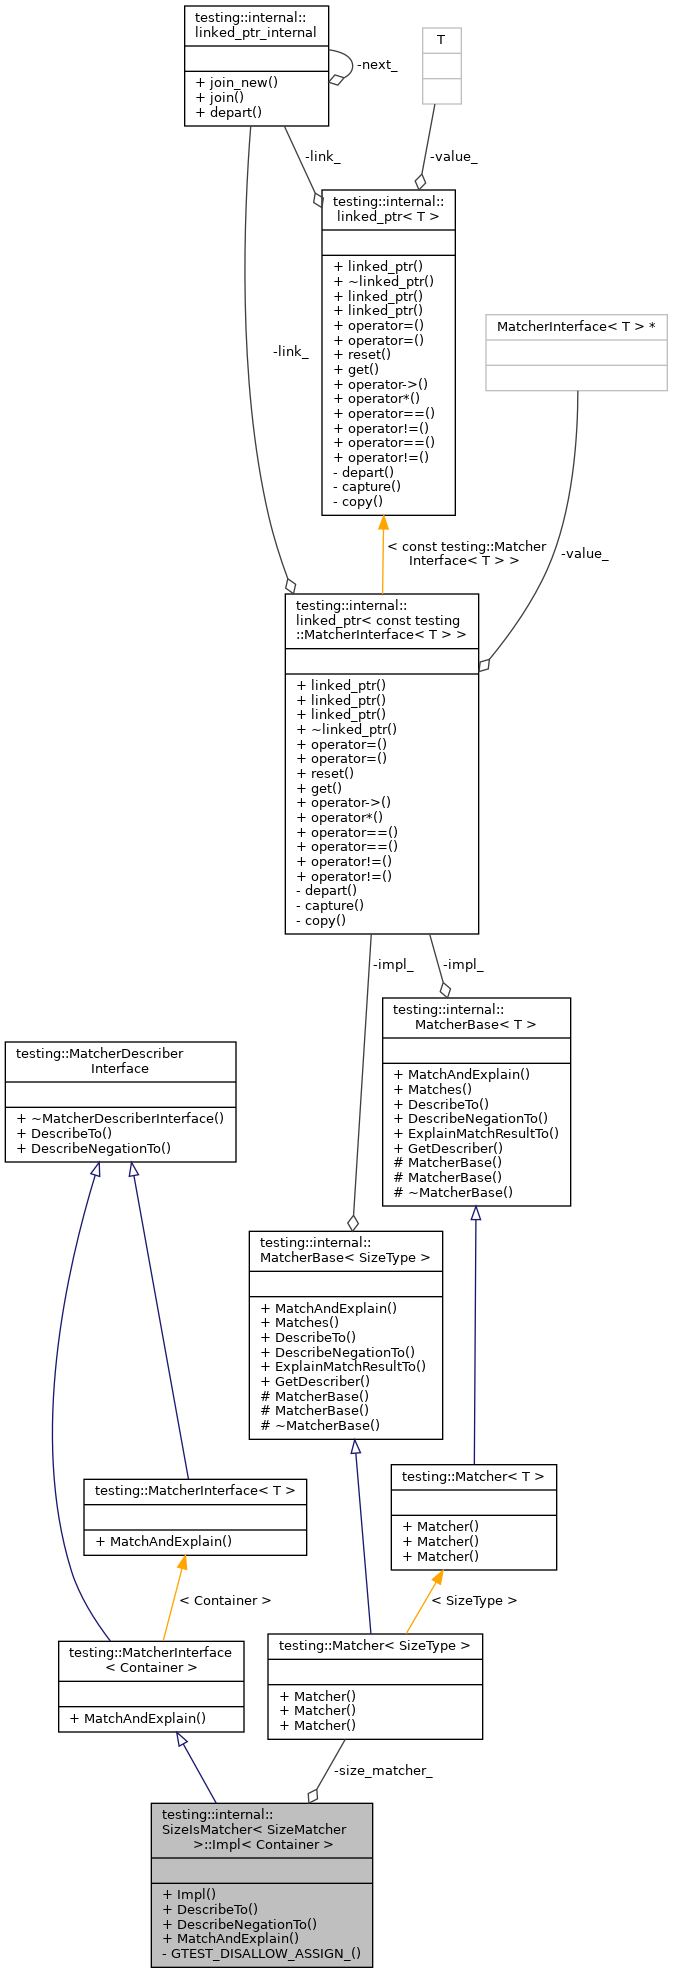 testing::internal::
linked_ptr_internal
+ join_new()
+ join()
+ depart()
-next_
T
-link_
-value_
testing::internal::
linked_ptr< T >
+ linked_ptr()
+ ~linked_ptr()
+ linked_ptr()
+ linked_ptr()
+ operator=()
+ operator=()
+ reset()
+ get()
+ operator->()
+ operator*()
+ operator==()
+ operator!=()
+ operator==()
+ operator!=()
- depart()
- capture()
- copy()
MatcherInterface< T > *
-link_
< const testing::Matcher
Interface< T > >
-value_
testing::internal::
linked_ptr< const testing
::MatcherInterface< T > >
+ linked_ptr()
+ linked_ptr()
+ linked_ptr()
+ ~linked_ptr()
+ operator=()
+ operator=()
+ reset()
+ get()
+ operator->()
+ operator*()
+ operator==()
+ operator==()
+ operator!=()
+ operator!=()
- depart()
- capture()
- copy()
-impl_
-impl_
testing::internal::
MatcherBase< T >
+ MatchAndExplain()
+ Matches()
+ DescribeTo()
+ DescribeNegationTo()
+ ExplainMatchResultTo()
+ GetDescriber()
# MatcherBase()
# MatcherBase()
# ~MatcherBase()
testing::MatcherDescriber
Interface
+ ~MatcherDescriberInterface()
+ DescribeTo()
+ DescribeNegationTo()
testing::internal::
MatcherBase< SizeType >
+ MatchAndExplain()
+ Matches()
+ DescribeTo()
+ DescribeNegationTo()
+ ExplainMatchResultTo()
+ GetDescriber()
# MatcherBase()
# MatcherBase()
# ~MatcherBase()
testing::MatcherInterface< T >
+ MatchAndExplain()
testing::Matcher< T >
+ Matcher()
+ Matcher()
+ Matcher()
< Container >
< SizeType >
testing::MatcherInterface
< Container >
+ MatchAndExplain()
testing::Matcher< SizeType >
+ Matcher()
+ Matcher()
+ Matcher()
-size_matcher_
testing::internal::
SizeIsMatcher< SizeMatcher
>::Impl< Container >
+ Impl()
+ DescribeTo()
+ DescribeNegationTo()
+ MatchAndExplain()
- GTEST_DISALLOW_ASSIGN_()